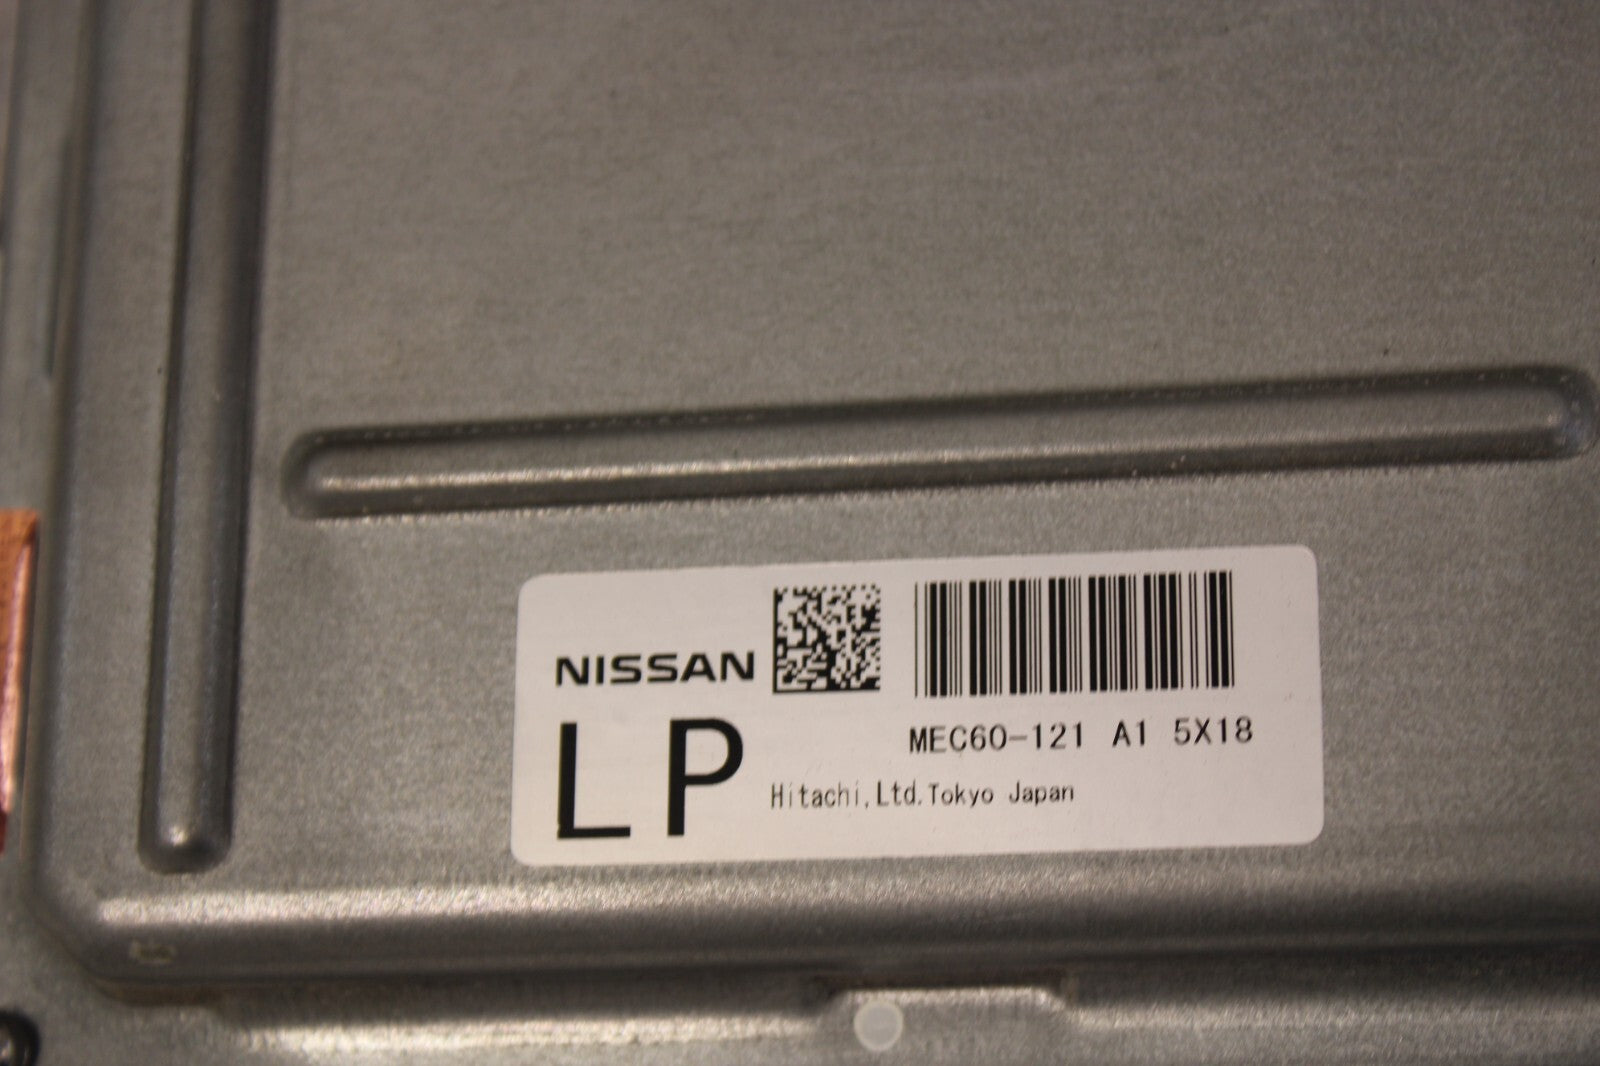 NISSAN
LP
MEC60-121 A1 5X18
Hitachi,Ltd.Tokyo Japan